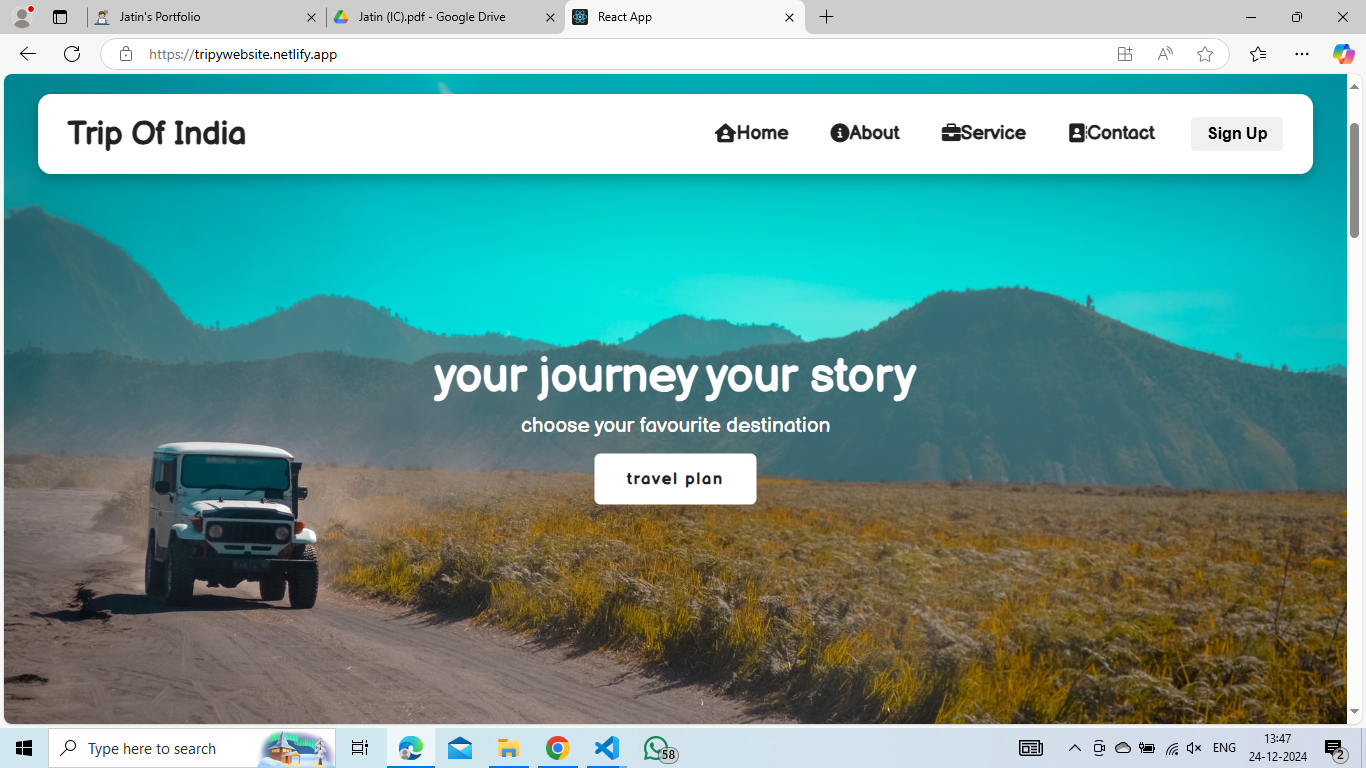 Jatin's Portfolio
Jatin (IC).pdf - Google Drive
React App
https://tripywebsite.netlify.app
Trip Of India
Home
About
Service
Contact
Sign Up
your journey your story
choose your favourite destination
travel plan
Type here to search
58
ENG
13:47
24-12-2024
2